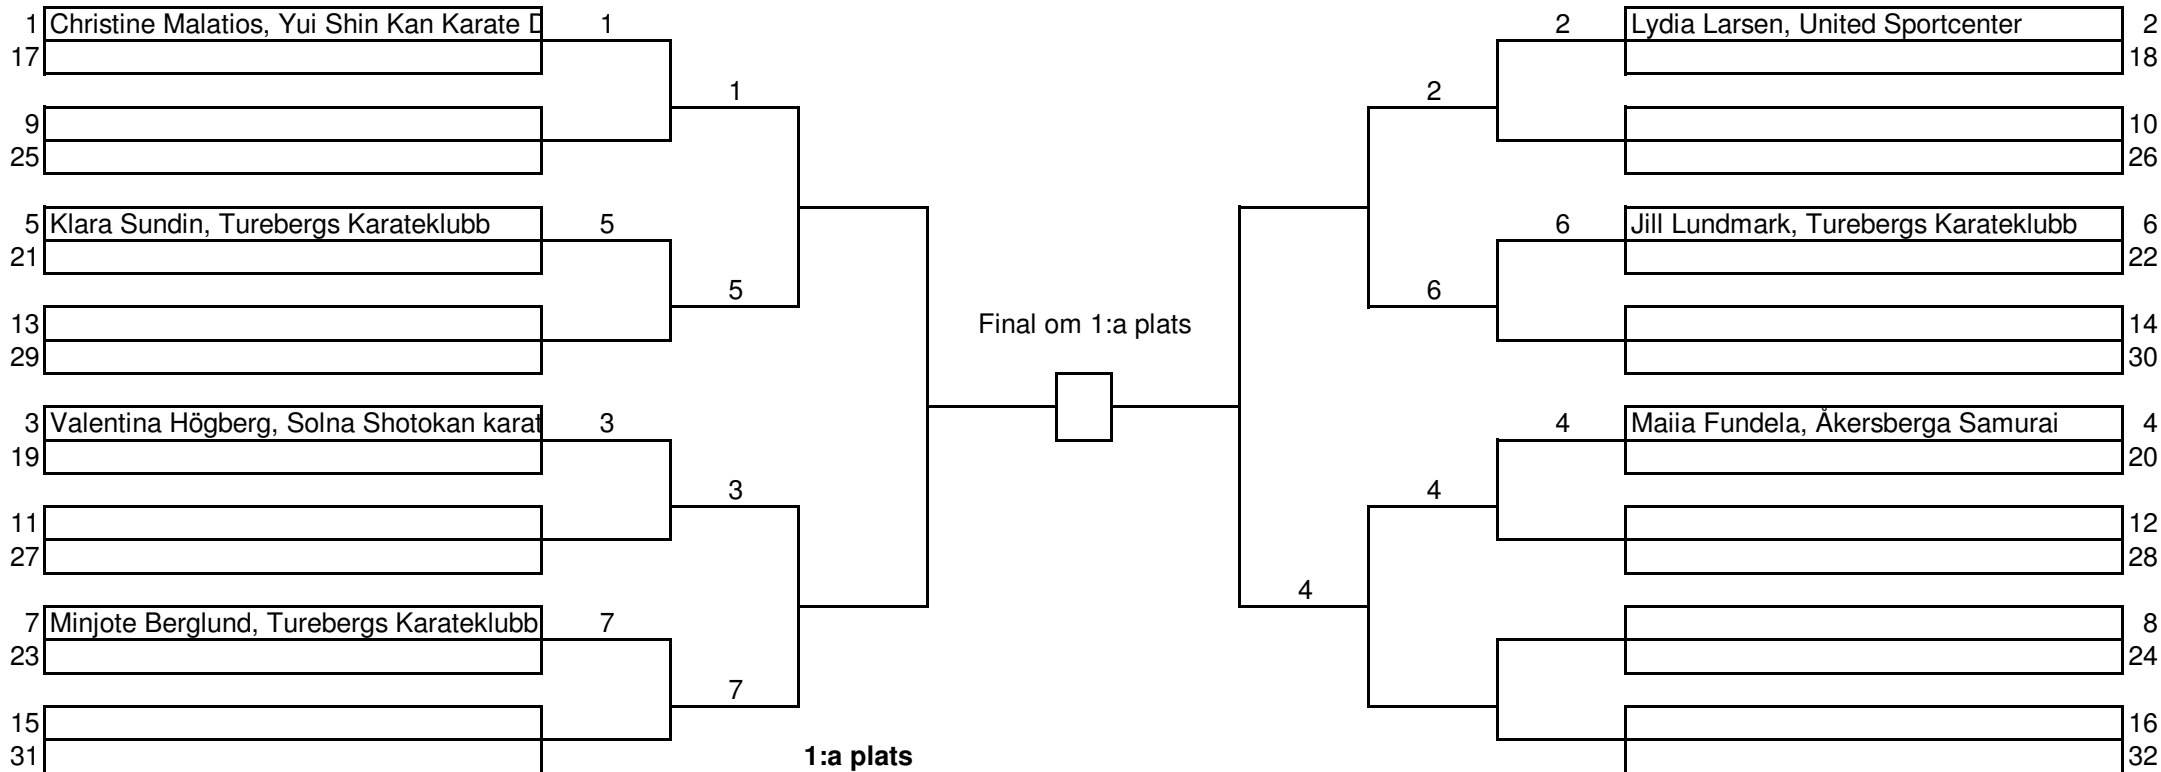 1 Christine Malatios, Yui Shin Kan Karate D 1 2 Lydia Larsen, United Sportcenter 2
17 18
1 2
9 10
25 26
5 Klara Sundin, Turebergs Karateklubb 5 6 Jill Lundmark, Turebergs Karateklubb 6
21 22
5 6
13 Final om 1:a plats 14
29 30
3 Valentina Högberg, Solna Shotokan karat 3 4 Maiia Fundela, Åkersberga Samurai 4
19 20
3 4
11 12
27 28
4
7 Minjote Berglund, Turebergs Karateklubb 7 8
23 24
7
15 16
31 1:a plats 32